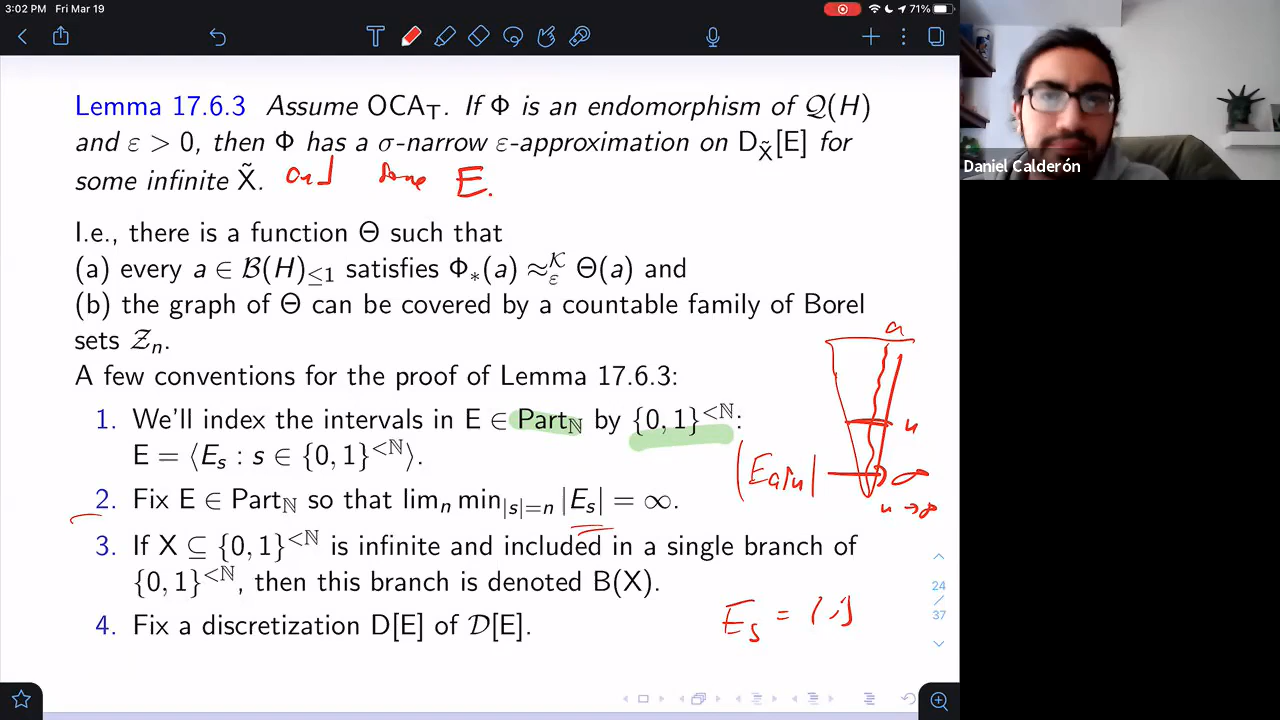 3:02 PM Fri Mar 19
71%
Lemma 17.6.3 Assume OCA_T. If Φ is an endomorphism of 𝒬(H)
and ε > 0, then Φ has a σ-narrow ε-approximation on D_X̃[E] for
some infinite X̃. and some E.
I.e., there is a function Θ such that
(a) every a ∈ ℬ(H)_≤1 satisfies Φ_*(a) ≈_ε^𝒦 Θ(a) and
(b) the graph of Θ can be covered by a countable family of Borel
sets 𝒵_n.
A few conventions for the proof of Lemma 17.6.3:
1. We'll index the intervals in E ∈ Part_ℕ by {0, 1}^<ℕ:
E = ⟨E_s : s ∈ {0, 1}^<ℕ⟩.
2. Fix E ∈ Part_ℕ so that lim_n min_|s|=n |E_s| = ∞.
3. If X ⊆ {0, 1}^<ℕ is infinite and included in a single branch of
{0, 1}^<ℕ, then this branch is denoted B(X).
4. Fix a discretization D[E] of 𝒟[E].
a
n
|E_a↾n| → ∞
n → ∞
24
/
37
Daniel Calderón